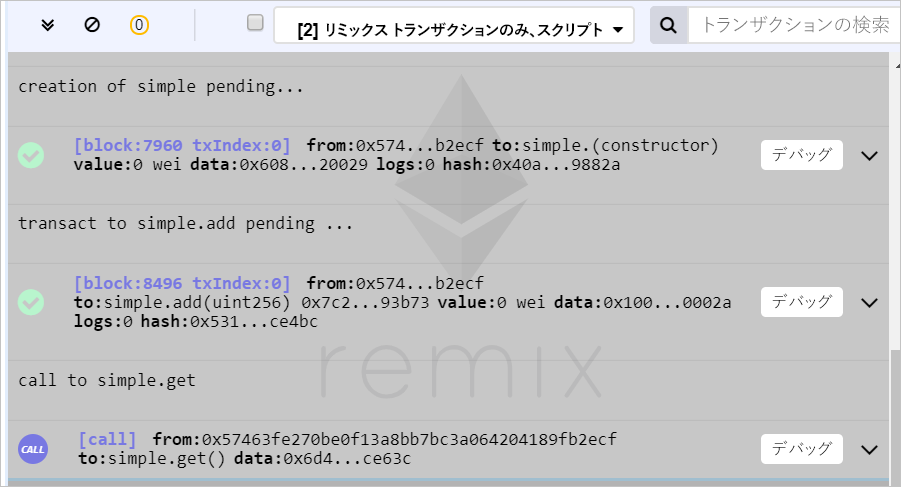 0
[2] リミックス トランザクションのみ、スクリプト
トランザクションの検索
creation of simple pending...
[block:7960 txIndex:0] from:0x574...b2ecf to:simple.(constructor)
value:0 wei data:0x608...20029 logs:0 hash:0x40a...9882a
デバッグ
transact to simple.add pending ...
[block:8496 txIndex:0] from:0x574...b2ecf
to:simple.add(uint256) 0x7c2...93b73 value:0 wei data:0x100...0002a
logs:0 hash:0x531...ce4bc
デバッグ
remix
call to simple.get
CALL
[call] from:0x57463fe270be0f13a8bb7bc3a064204189fb2ecf
to:simple.get() data:0x6d4...ce63c
デバッグ